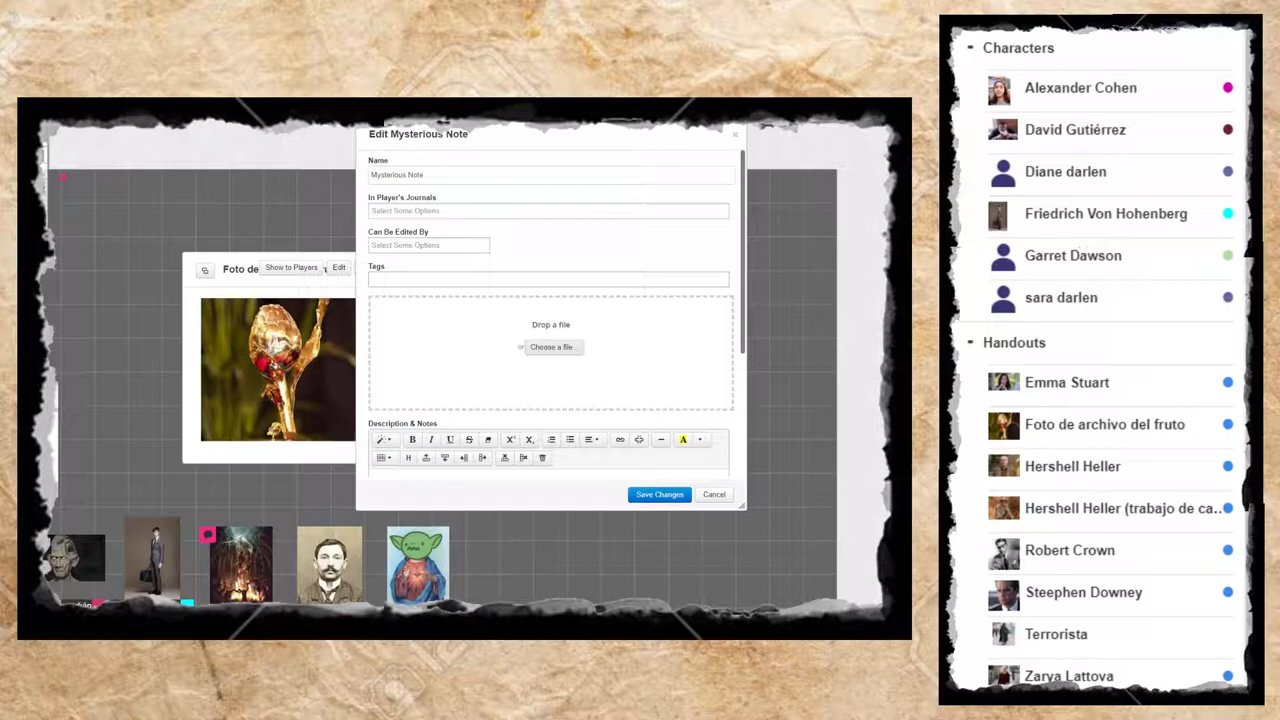 Edit Mysterious Note
×
Name
Mysterious Note
In Player's Journals
Select Some Options
Can Be Edited By
Select Some Options
Tags
Drop a file
or Choose a file...
Description & Notes
B I U S X¹ X₁ A
H
Save Changes Cancel
Foto de
Show to Players Edit
Characters
Alexander Cohen
David Gutiérrez
Diane darlen
Friedrich Von Hohenberg
Garret Dawson
sara darlen
Handouts
Emma Stuart
Foto de archivo del fruto
Hershell Heller
Hershell Heller (trabajo de ca...
Robert Crown
Steephen Downey
Terrorista
Zarya Lattova